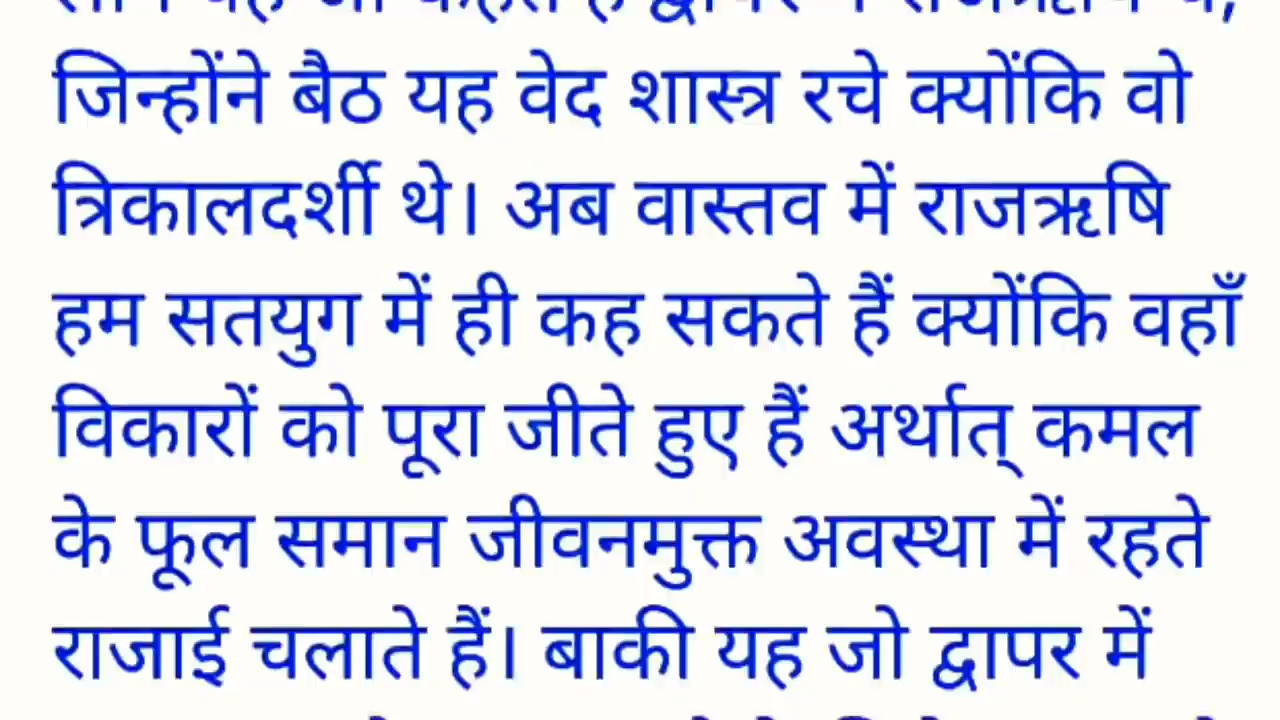 जिन्होंने बैठ यह वेद शास्त्र रचे क्योंकि वो
त्रिकालदर्शी थे। अब वास्तव में राजऋषि
हम सतयुग में ही कह सकते हैं क्योंकि वहाँ
विकारों को पूरा जीते हुए हैं अर्थात् कमल
के फूल समान जीवनमुक्त अवस्था में रहते
राजाई चलाते हैं। बाकी यह जो द्वापर में